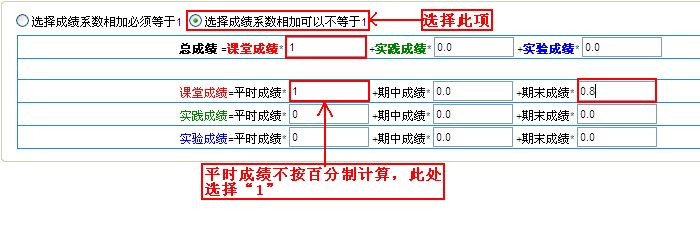 选择成绩系数相加必须等于1 选择成绩系数相加可以不等于1 选择此项
总成绩 =课堂成绩* 1 +实践成绩* 0.0 +实验成绩* 0.0
课堂成绩=平时成绩* 1 +期中成绩* 0.0 +期末成绩* 0.8
实践成绩=平时成绩* 0 +期中成绩* 0.0 +期末成绩* 0.0
实验成绩=平时成绩* 0 +期中成绩* 0.0 +期末成绩* 0.0
平时成绩不按百分制计算，此处
选择“1”